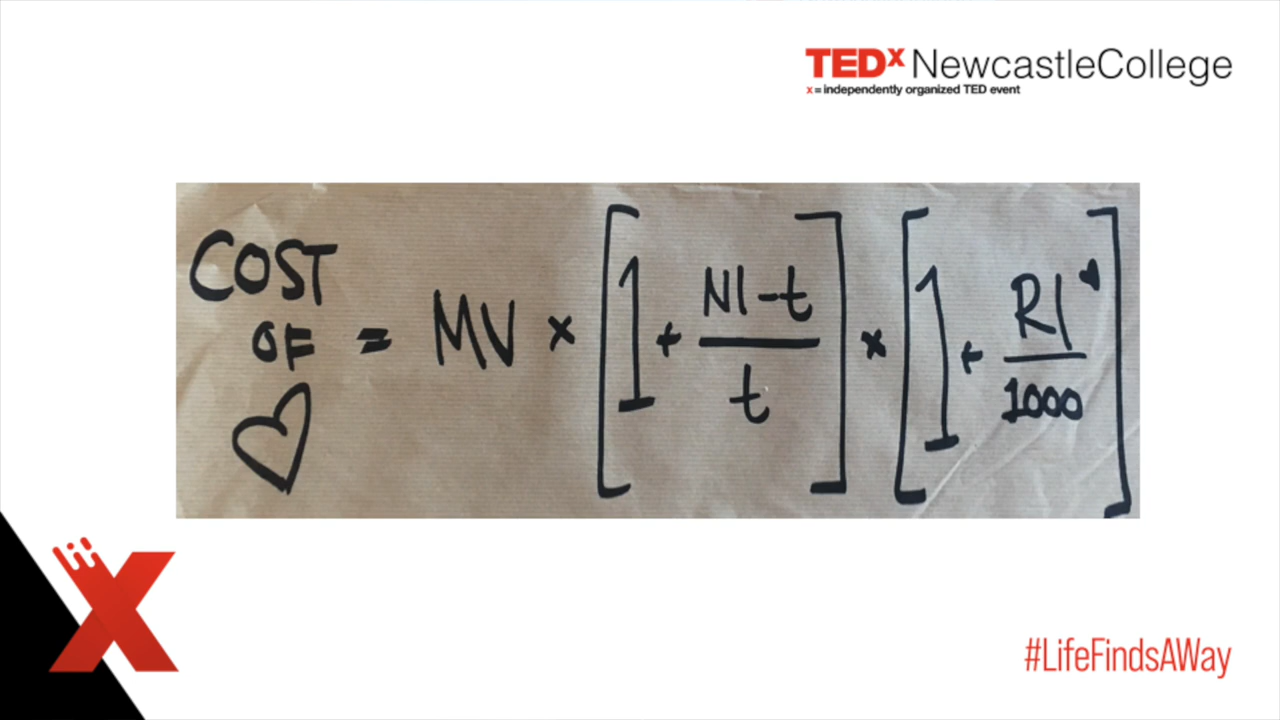 TEDx NewcastleCollege
x = independently organized TED event
COST OF ♡ = MV × [1 + NI-t / t] × [1 + RI♥ / 1000]
#LifeFindsAWay